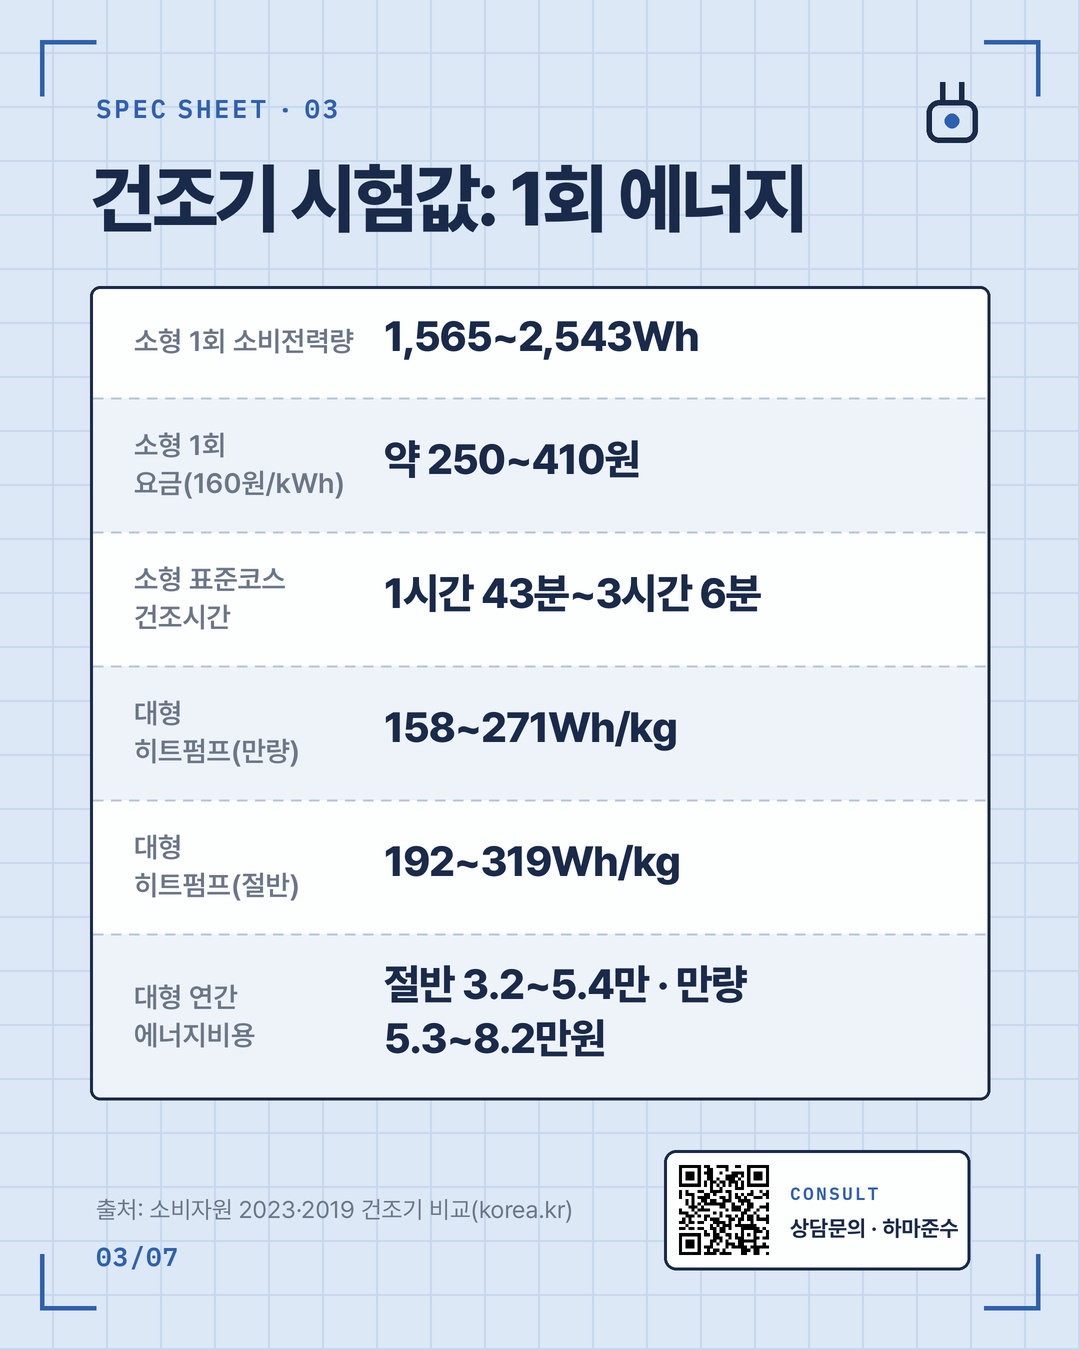 SPEC SHEET · 03
건조기 시험값: 1회 에너지
소형 1회 소비전력량
1,565~2,543Wh
소형 1회
요금(160원/kWh)
약 250~410원
소형 표준코스
건조시간
1시간 43분~3시간 6분
대형
히트펌프(만량)
158~271Wh/kg
대형
히트펌프(절반)
192~319Wh/kg
대형 연간
에너지비용
절반 3.2~5.4만 · 만량
5.3~8.2만원
출처: 소비자원 2023·2019 건조기 비교(korea.kr)
03/07
CONSULT
상담문의 · 하마준수